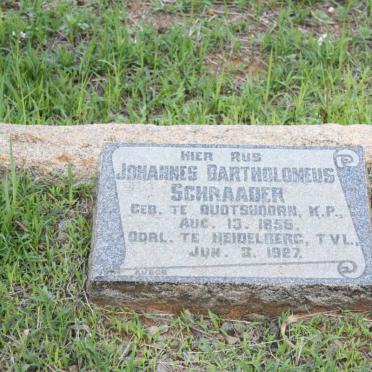 HIER RUS
JOHANNES BARTHOLOMEUS
SCHRAADER
GEB. TE OUDTSHOORN, K.P.,
AUG. 13. 1856.
OORL. TE HEIDELBERG, TVL.,
JUN. 3. 1927.